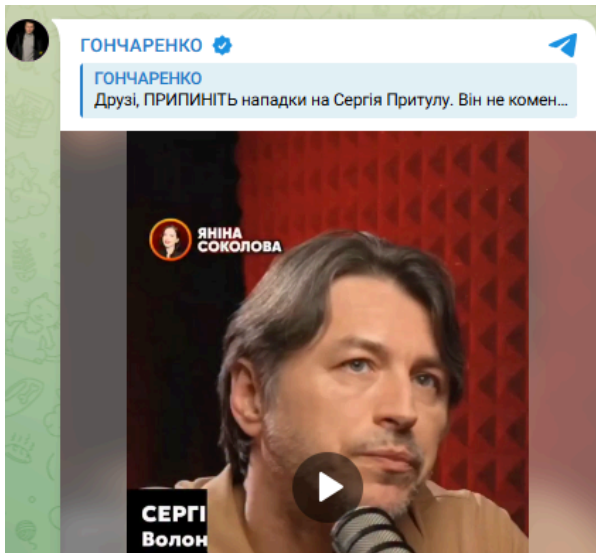 ГОНЧАРЕНКО
ГОНЧАРЕНКО
Друзі, ПРИПИНІТЬ нападки на Сергія Притулу. Він не комен...
ЯНІНА
СОКОЛОВА
СЕРГІ
Волон